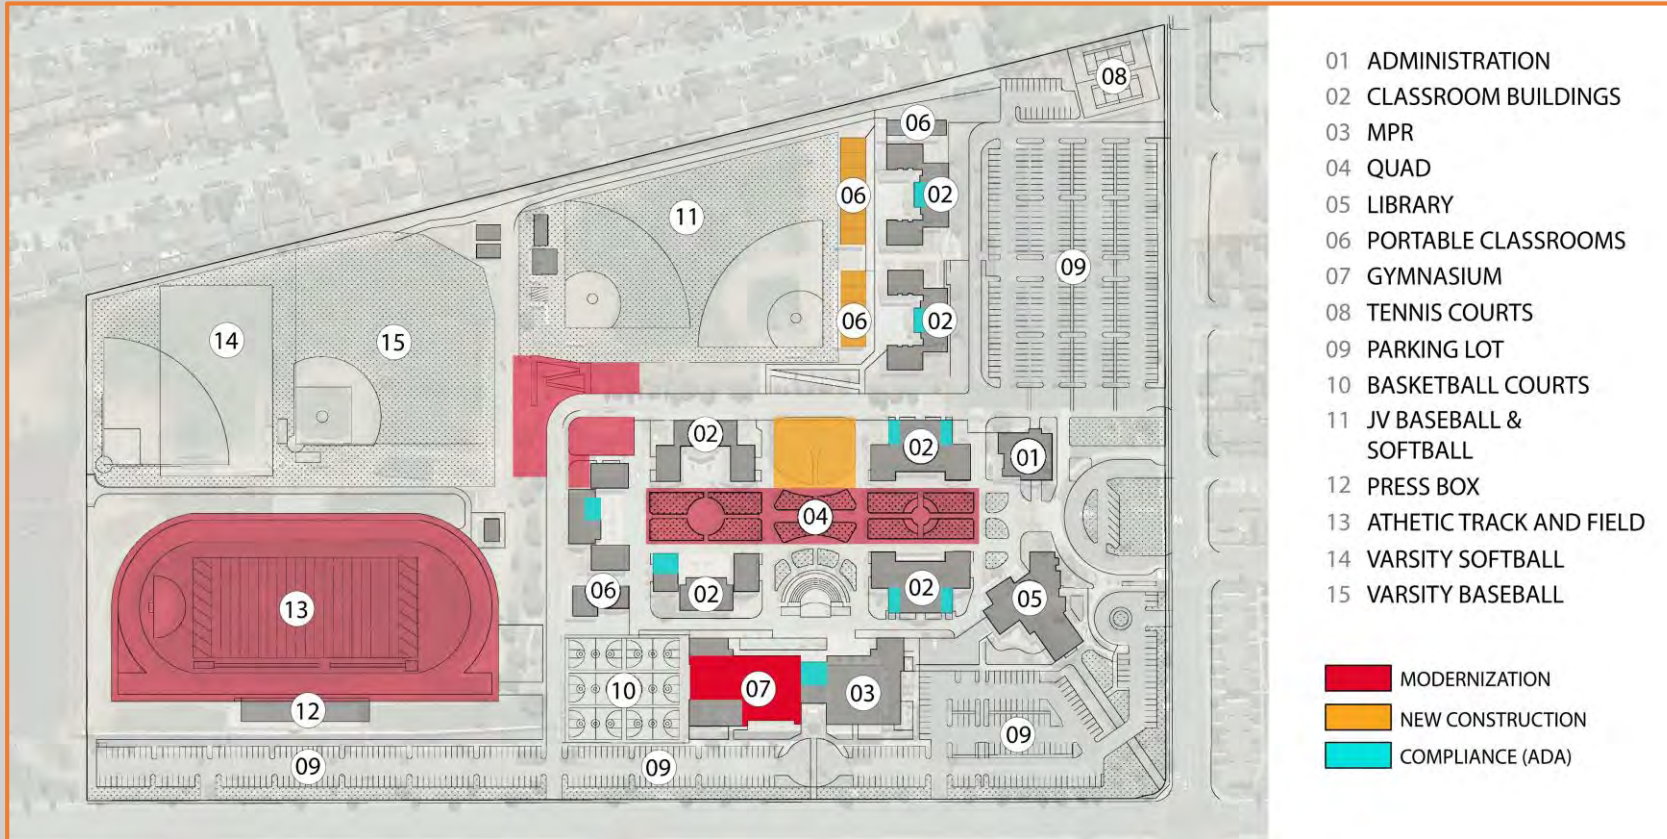 08
06
06
02
11
09
06
02
14
15
02
02
01
04
06
02
02
05
13
10
07
03
12
09
09
09
01 ADMINISTRATION
02 CLASSROOM BUILDINGS
03 MPR
04 QUAD
05 LIBRARY
06 PORTABLE CLASSROOMS
07 GYMNASIUM
08 TENNIS COURTS
09 PARKING LOT
10 BASKETBALL COURTS
11 JV BASEBALL &
SOFTBALL
12 PRESS BOX
13 ATHETIC TRACK AND FIELD
14 VARSITY SOFTBALL
15 VARSITY BASEBALL
MODERNIZATION
NEW CONSTRUCTION
COMPLIANCE (ADA)